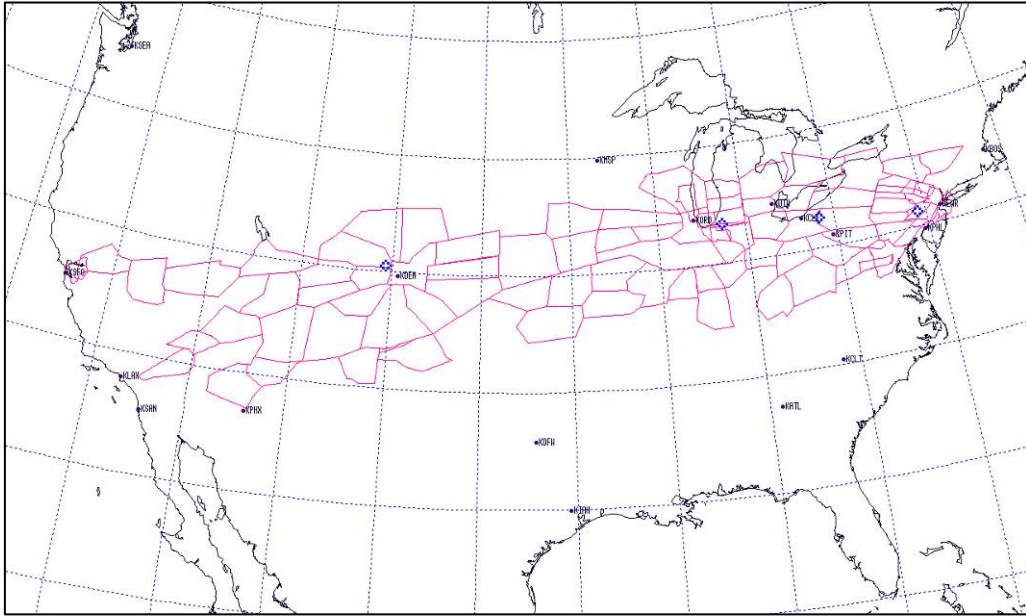 KSEA
KMSP
KBOS
KDTW
KEWR
KORD
KPIT
KPHL
KSFO
KDEN
KCLT
KLAX
KATL
KSAN
KPHX
KDFW
KIAH